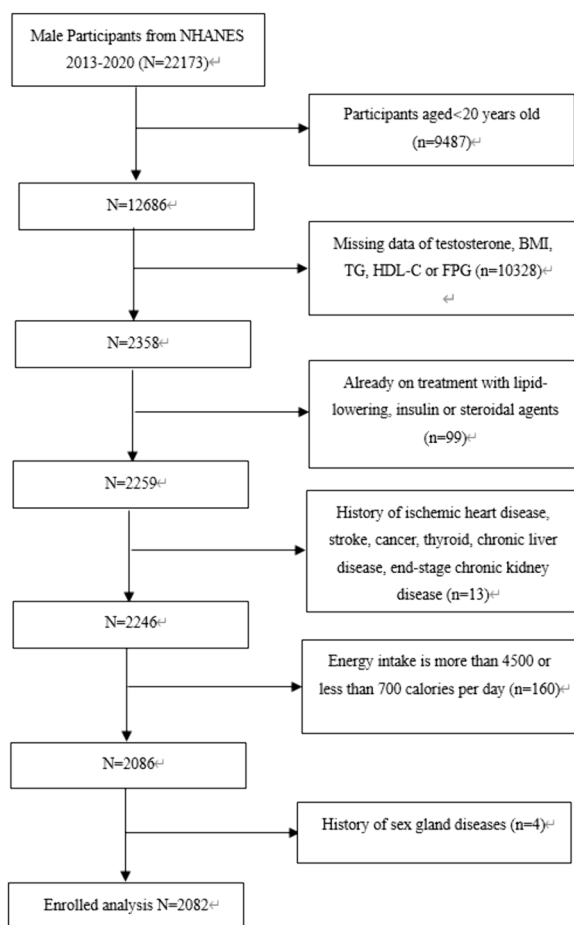 Male Participants from NHANES
2013-2020 (N=22173)↵
Participants aged<20 years old
(n=9487)↵
N=12686↵
Missing data of testosterone, BMI,
TG, HDL-C or FPG (n=10328)↵
↵
N=2358↵
Already on treatment with lipid-
lowering, insulin or steroidal agents
(n=99)↵
N=2259↵
History of ischemic heart disease,
stroke, cancer, thyroid, chronic liver
disease, end-stage chronic kidney
disease (n=13)↵
N=2246↵
Energy intake is more than 4500 or
less than 700 calories per day (n=160)↵
N=2086↵
History of sex gland diseases (n=4)↵
Enrolled analysis N=2082↵